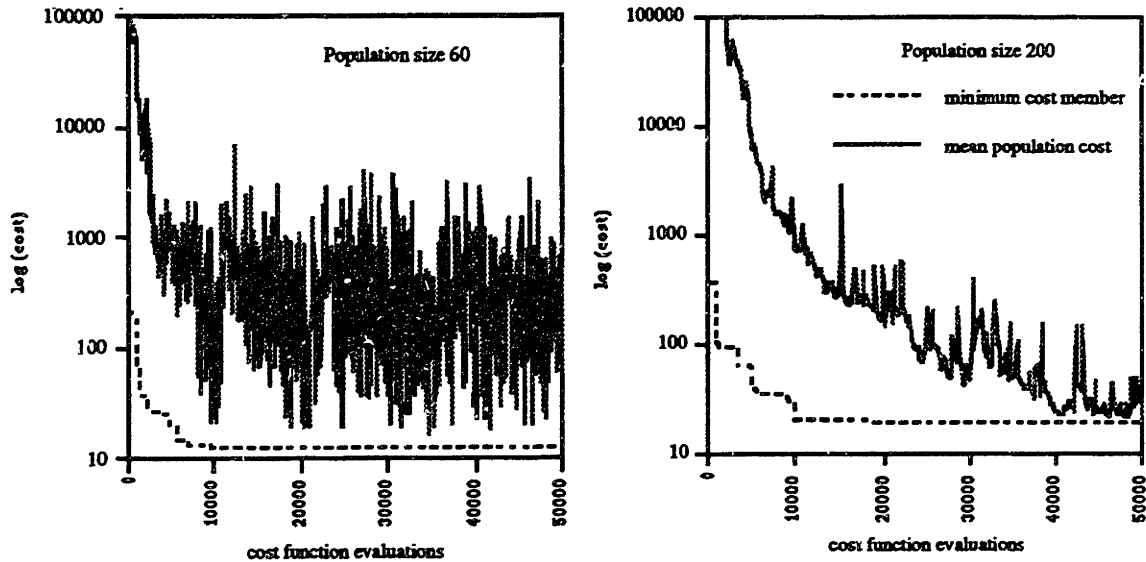 100000
10000
1000
100
10
log (cost)
Population size 60
0
10000
20000
30000
40000
50000
cost function evaluations
100000
10000
1000
100
10
log (cost)
Population size 200
minimum cost member
mean population cost
0
10000
20000
30000
40000
50000
cost function evaluations